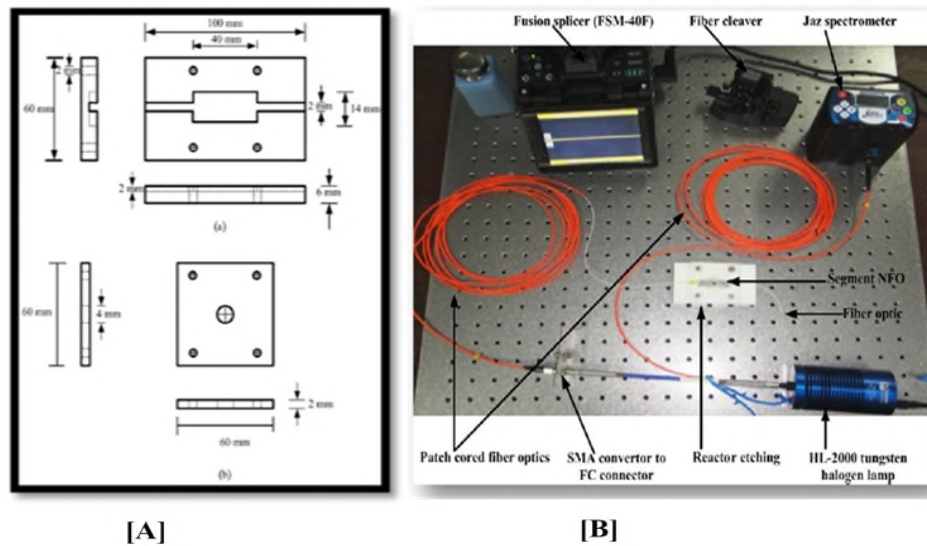 100 mm
40 mm
2 mm
60 mm
2 mm
14 mm
2 mm
6 mm
(a)
60 mm
4 mm
2 mm
60 mm
(b)
[A]
B
Fusion splicer (FSM-40F)
Fiber cleaver
Jaz spectrometer
Segment NFO
Fiber optic
Patch cored fiber optics
SMA convertor to
FC connector
Reactor etching
HL-2000 tungsten
halogen lamp
[B]